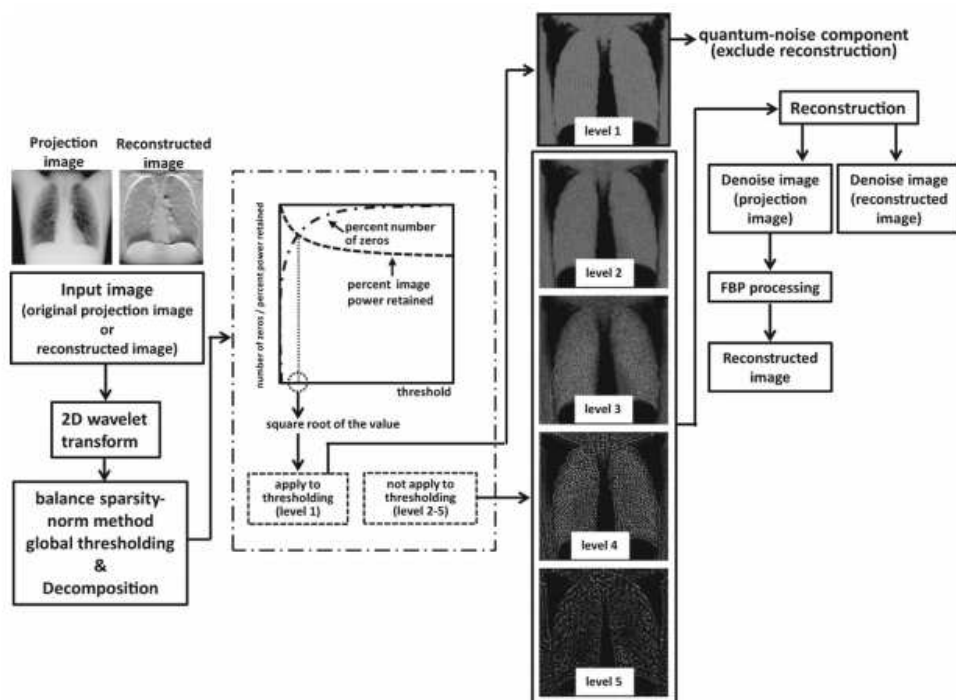 Projection
image
Reconstructed
image
Input image
(original projection image
or
reconstructed image)
2D wavelet
transform
balance sparsity-
norm method
global thresholding
&
Decomposition
number of zeros / percent power retained
percent number
of zeros
percent image
power retained
threshold
square root of the value
apply to
thresholding
(level 1)
not apply to
thresholding
(level 2-5)
level 1
level 2
level 3
level 4
level 5
quantum-noise component
(exclude reconstruction)
Reconstruction
Denoise image
(projection
image)
Denoise image
(reconstructed
image)
FBP processing
Reconstructed
image